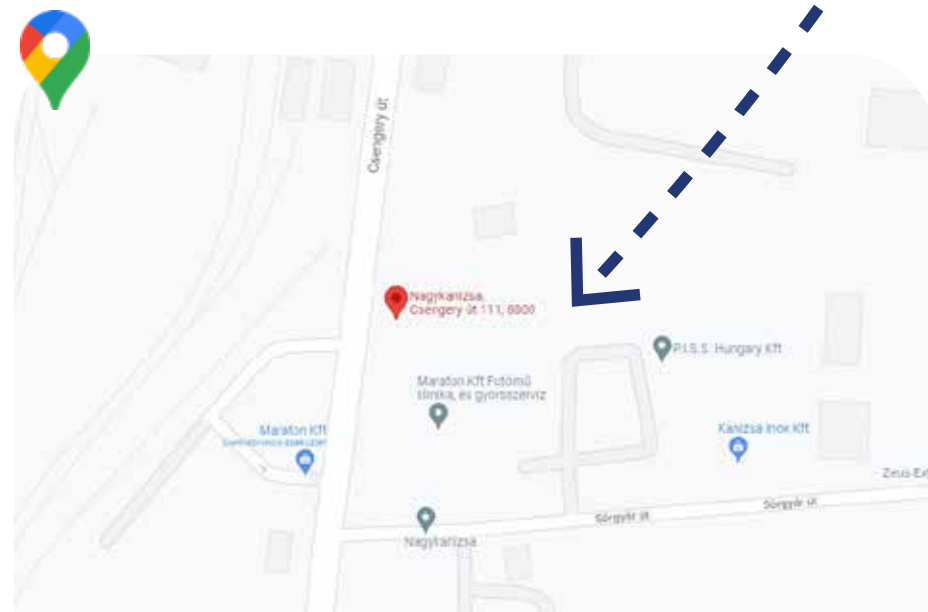 Csengery út
Nagykanizsa,
Csengery út 111, 8800
P.I.S.S. Hungary Kft
Maraton Kft Futómű
klinika, és gyorsszerviz
Maraton Kft
Kanizsa Inox Kft
Zeus Ext
Sörgyár út
Sörgyár út
Nagykanizsa